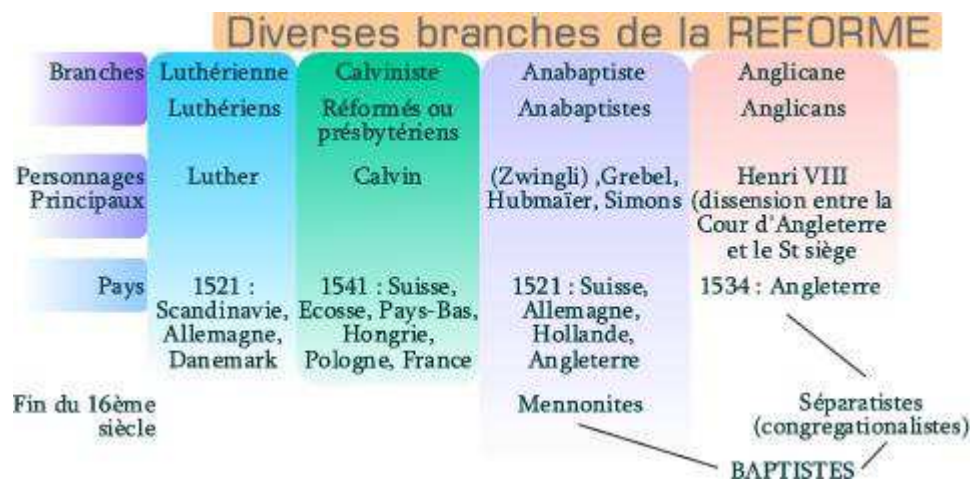 Diverses branches de la REFORME
Branches Luthérienne Calviniste Anabaptiste Anglicane
Luthériens Réformés ou présbytériens Anabaptistes Anglicans
Personnages Principaux
Luther
Calvin
(Zwingli) ,Grebel,
Hubmaïer, Simons
Henri VIII
(dissension entre la
Cour d'Angleterre
et le St siège
Pays
1521 :
Scandinavie,
Allemagne,
Danemark
1541 : Suisse,
Ecosse, Pays-Bas,
Hongrie,
Pologne, France
1521 : Suisse,
Allemagne,
Hollande,
Angleterre
1534 : Angleterre
Fin du 16ème
siècle
Mennonites
Séparatistes
(congrégationalistes)
BAPTISTES